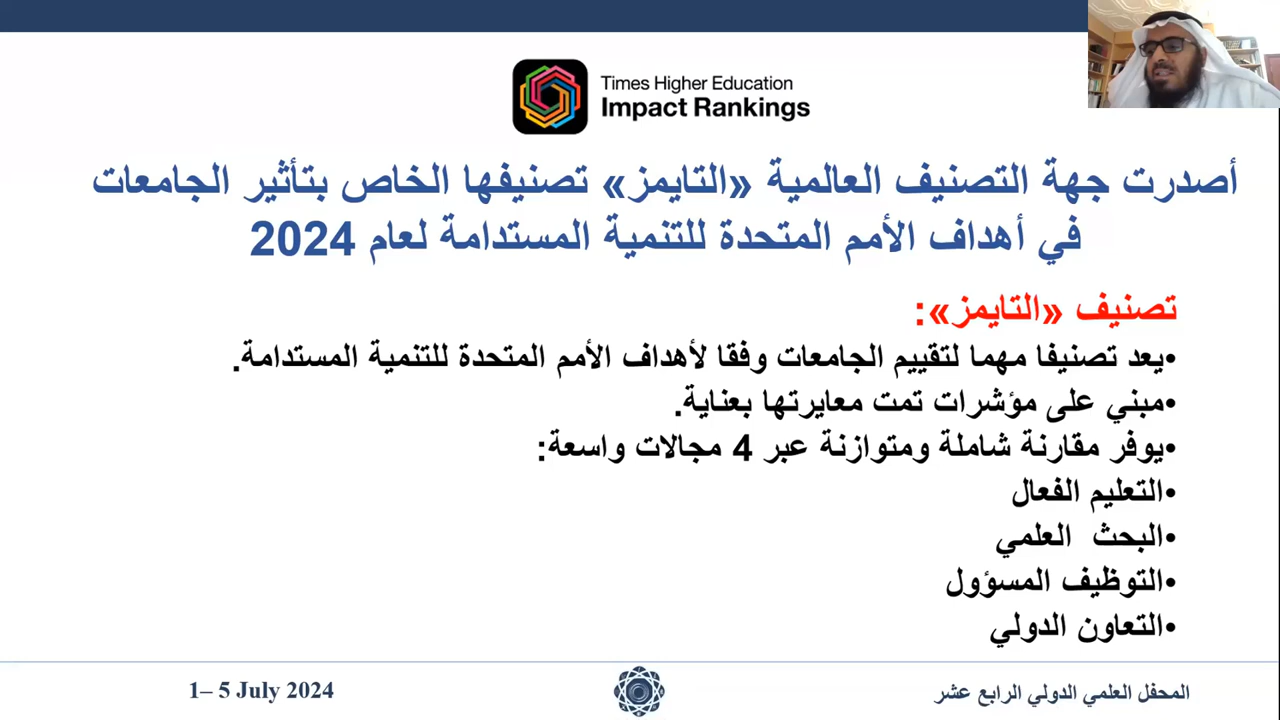 Times Higher Education
Impact Rankings
أصدرت جهة التصنيف العالمية «التايمز» تصنيفها الخاص بتأثير الجامعات
في أهداف الأمم المتحدة للتنمية المستدامة لعام 2024
تصنيف «التايمز»:
•يعد تصنيفا مهما لتقييم الجامعات وفقا لأهداف الأمم المتحدة للتنمية المستدامة.
•مبني على مؤشرات تمت معايرتها بعناية.
•يوفر مقارنة شاملة ومتوازنة عبر 4 مجالات واسعة:
•التعليم الفعال
•البحث العلمي
•التوظيف المسؤول
•التعاون الدولي
المحفل العلمي الدولي الرابع عشر
1– 5 July 2024